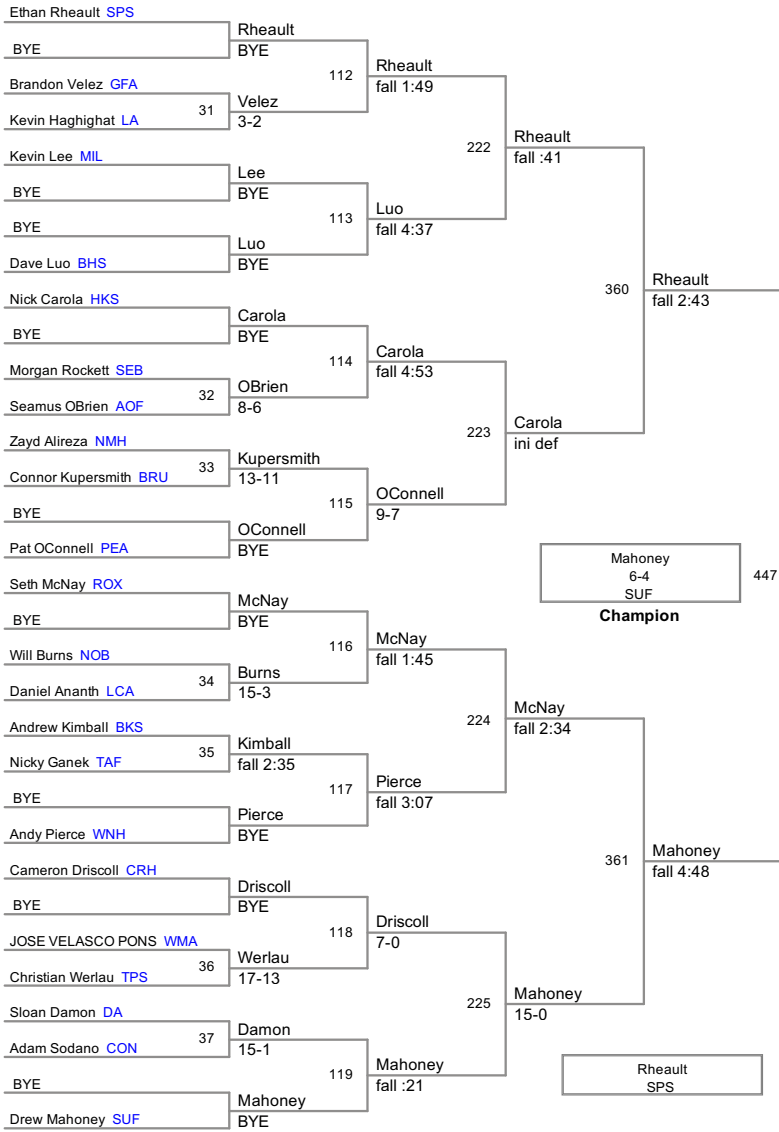 Ethan Rheault SPS
Rheault
BYE
BYE
112
Rheault
fall 1:49
Brandon Velez GFA
31
Velez
3-2
Kevin Haghighat LA
222
Rheault
fall :41
Kevin Lee MIL
Lee
BYE
BYE
113
Luo
fall 4:37
BYE
Luo
BYE
Dave Luo BHS
360
Rheault
fall 2:43
Nick Carola HKS
Carola
BYE
BYE
114
Carola
fall 4:53
Morgan Rockett SEB
32
OBrien
8-6
Seamus OBrien AOF
223
Carola
ini def
Zayd Alireza NMH
33
Kupersmith
13-11
Connor Kupersmith BRU
115
OConnell
9-7
BYE
OConnell
BYE
Pat OConnell PEA
Mahoney
6-4
SUF
447
Champion
Seth McNay ROX
McNay
BYE
BYE
116
McNay
fall 1:45
Will Burns NOB
34
Burns
15-3
Daniel Ananth LCA
224
McNay
fall 2:34
Andrew Kimball BKS
35
Kimball
fall 2:35
Nicky Ganek TAF
117
Pierce
fall 3:07
BYE
Pierce
BYE
Andy Pierce WNH
361
Mahoney
fall 4:48
Cameron Driscoll CRH
Driscoll
BYE
BYE
118
Driscoll
7-0
JOSE VELASCO PONS WMA
36
Werlau
17-13
Christian Werlau TPS
225
Mahoney
15-0
Sloan Damon DA
37
Damon
15-1
Adam Sodano CON
119
Mahoney
fall :21
BYE
Mahoney
BYE
Drew Mahoney SUF
Rheault
SPS